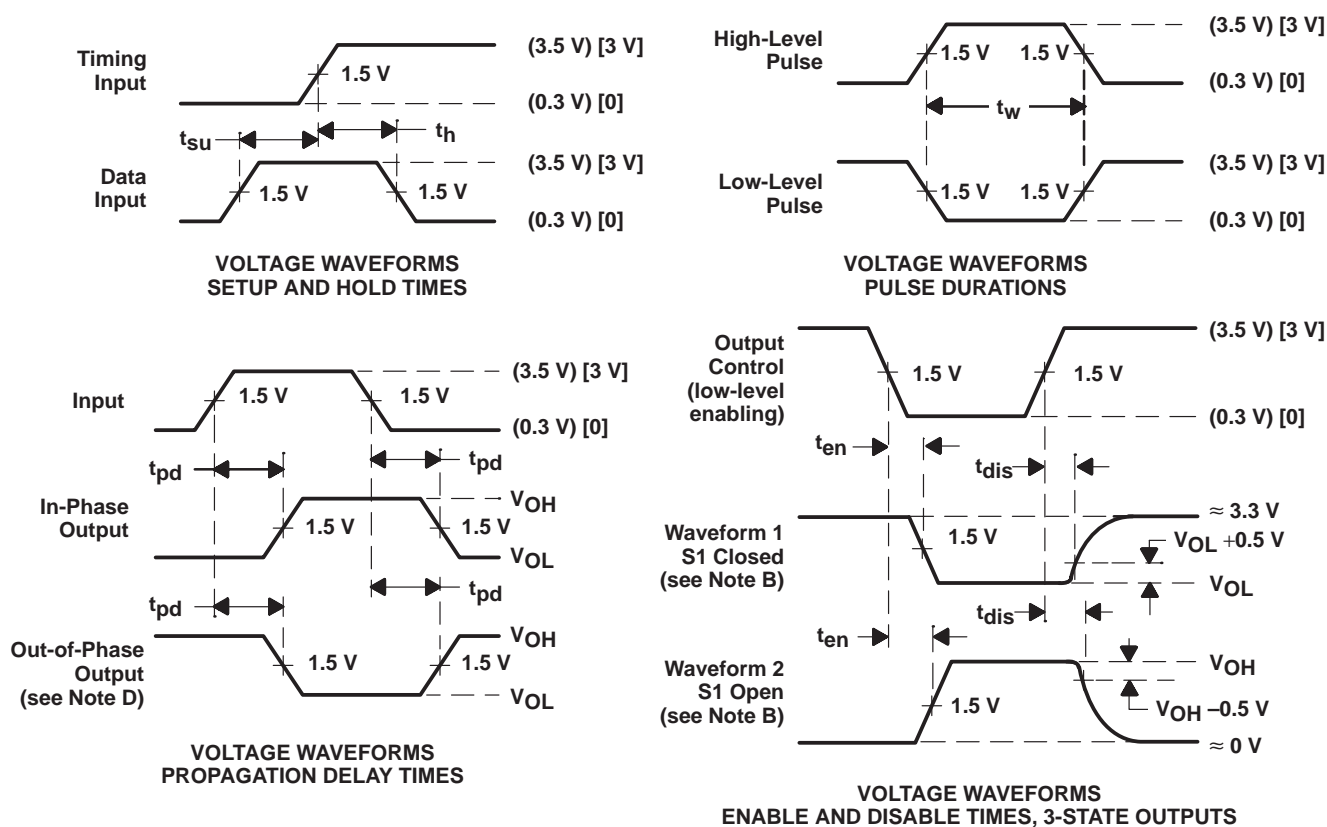 Timing
Input
(3.5 V) [3 V]
1.5 V
(0.3 V) [0]
tsu
th
Data
Input
(3.5 V) [3 V]
1.5 V
1.5 V
(0.3 V) [0]
VOLTAGE WAVEFORMS
SETUP AND HOLD TIMES
High-Level
Pulse
(3.5 V) [3 V]
1.5 V
1.5 V
(0.3 V) [0]
tw
Low-Level
Pulse
(3.5 V) [3 V]
1.5 V
1.5 V
(0.3 V) [0]
VOLTAGE WAVEFORMS
PULSE DURATIONS
Input
(3.5 V) [3 V]
1.5 V
1.5 V
(0.3 V) [0]
tpd
tpd
In-Phase
Output
VOH
1.5 V
1.5 V
VOL
tpd
tpd
Out-of-Phase
Output
(see Note D)
VOH
1.5 V
1.5 V
VOL
VOLTAGE WAVEFORMS
PROPAGATION DELAY TIMES
Output
Control
(low-level
enabling)
(3.5 V) [3 V]
1.5 V
1.5 V
(0.3 V) [0]
ten
tdis
Waveform 1
S1 Closed
(see Note B)
≈ 3.3 V
1.5 V
VOL +0.5 V
VOL
ten
tdis
Waveform 2
S1 Open
(see Note B)
VOH
1.5 V
VOH –0.5 V
≈ 0 V
VOLTAGE WAVEFORMS
ENABLE AND DISABLE TIMES, 3-STATE OUTPUTS